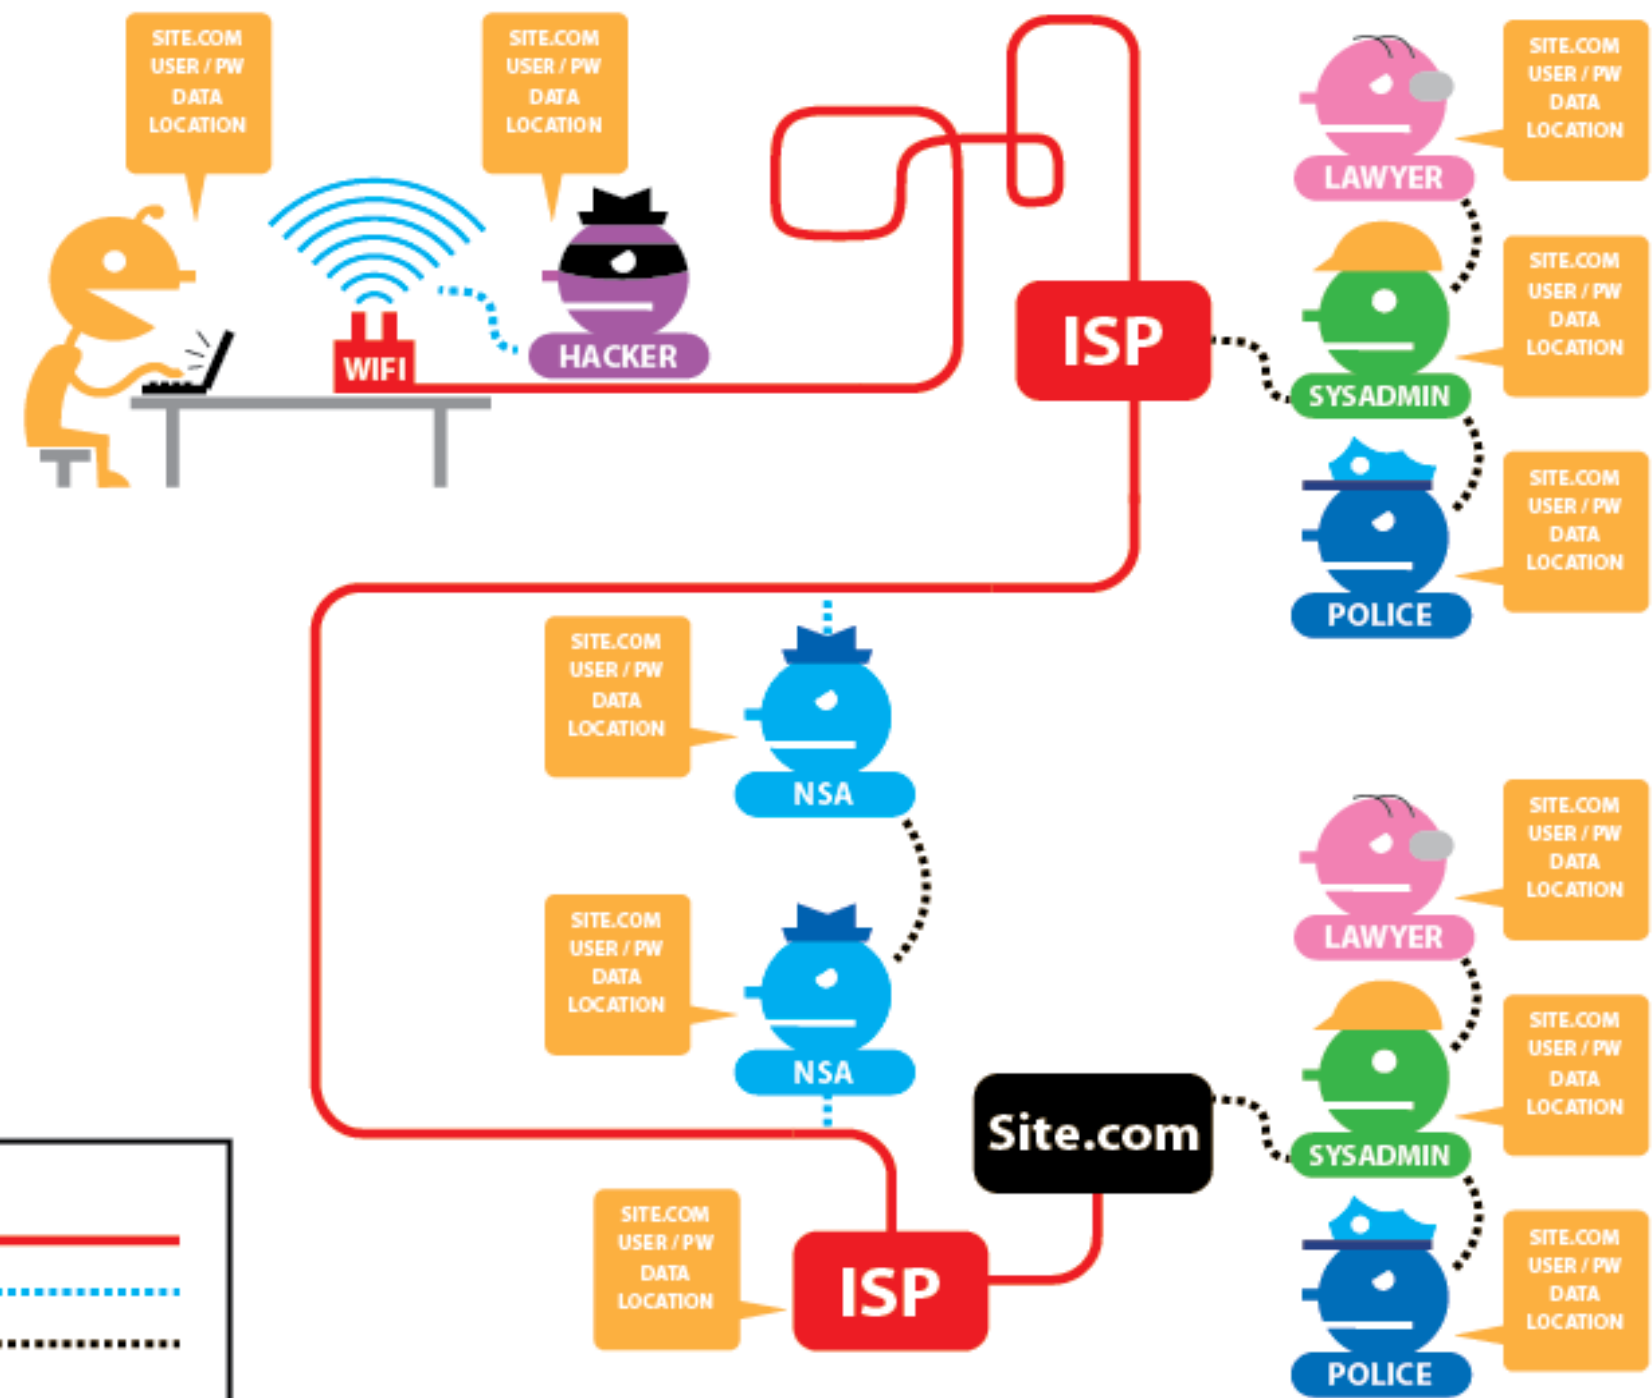 SITE.COM
USER / PW
DATA
LOCATION
SITE.COM
USER / PW
DATA
LOCATION
WIFI
HACKER
ISP
SITE.COM
USER / PW
DATA
LOCATION
LAWYER
SITE.COM
USER / PW
DATA
LOCATION
SYSADMIN
SITE.COM
USER / PW
DATA
LOCATION
POLICE
SITE.COM
USER / PW
DATA
LOCATION
NSA
SITE.COM
USER / PW
DATA
LOCATION
NSA
SITE.COM
USER / PW
DATA
LOCATION
ISP
Site.com
SITE.COM
USER / PW
DATA
LOCATION
LAWYER
SITE.COM
USER / PW
DATA
LOCATION
SYSADMIN
SITE.COM
USER / PW
DATA
LOCATION
POLICE